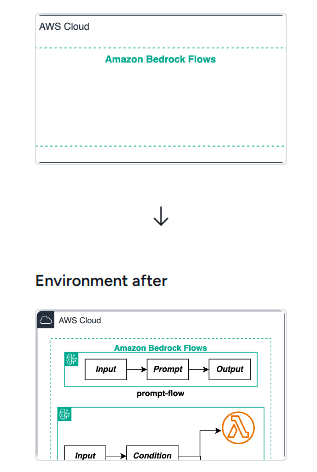 AWS Cloud
Amazon Bedrock Flows
Environment after
AWS Cloud
Amazon Bedrock Flows
Input Prompt Output
prompt-flow
Input Condition